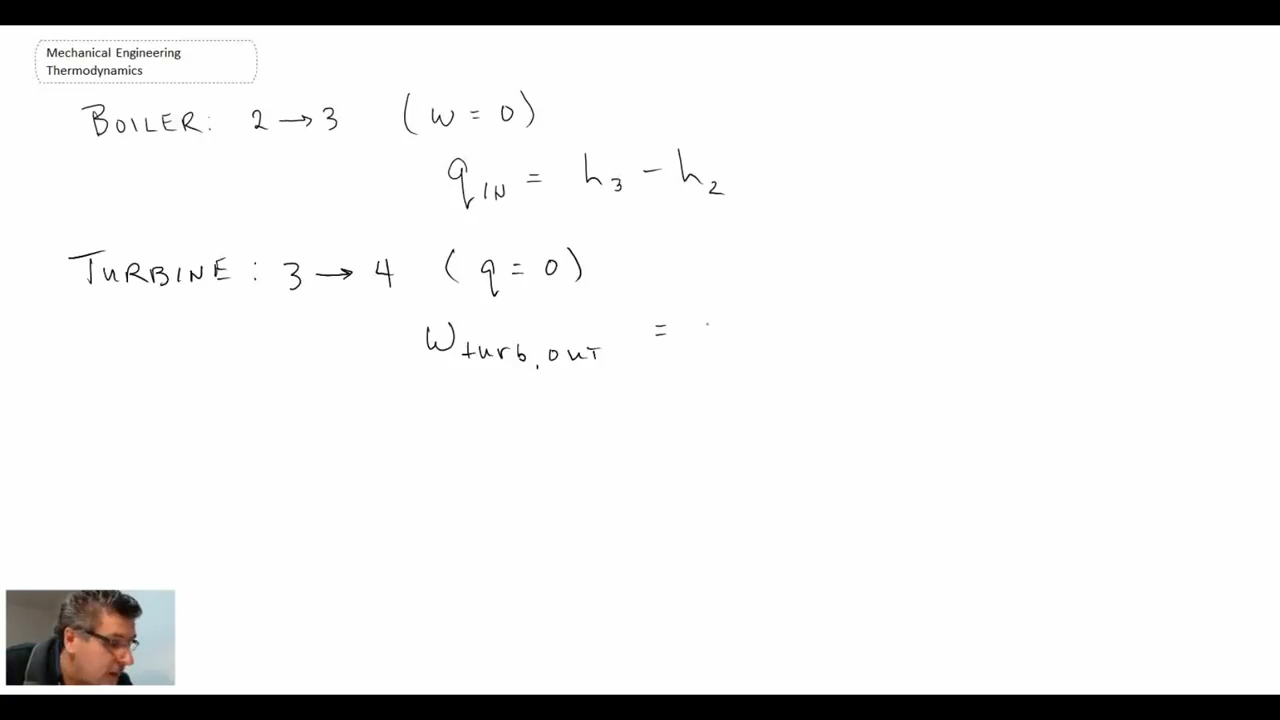 Mechanical Engineering
Thermodynamics
BOILER: 2 → 3 (w = 0)
q_IN = h_3 - h_2
TURBINE: 3 → 4 (q = 0)
w_turb,out =